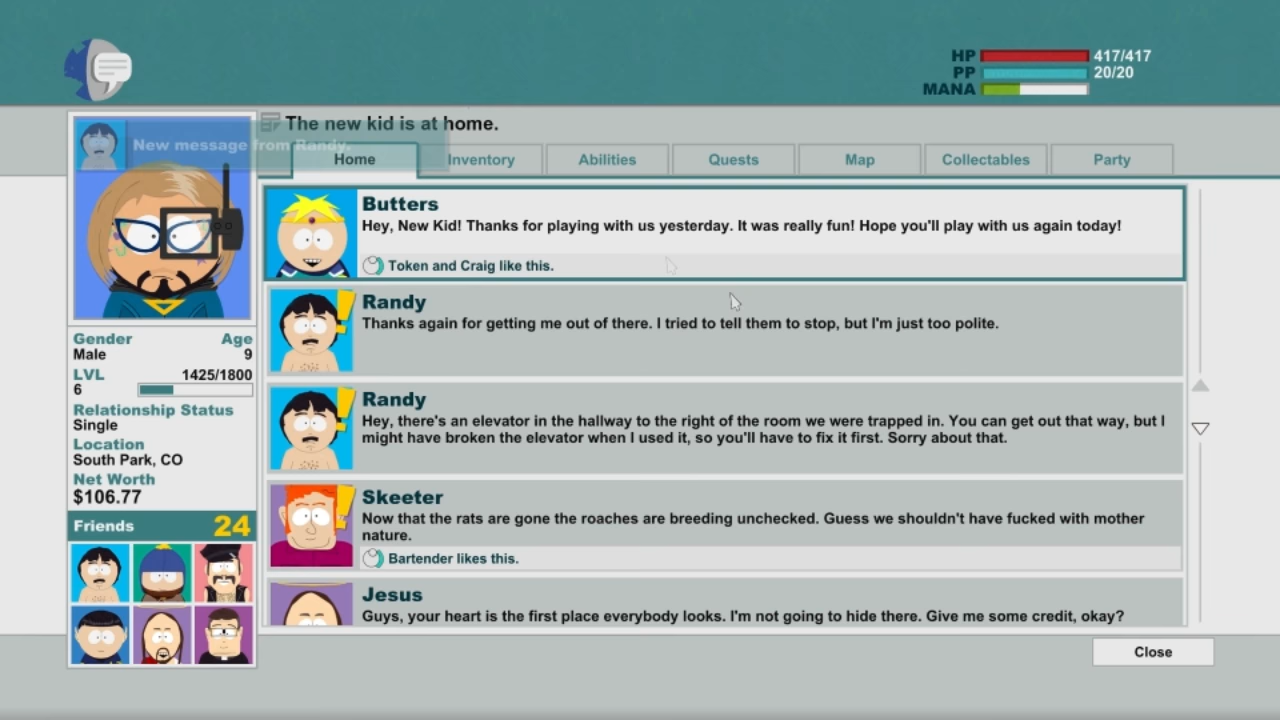 HP 417/417
PP 20/20
MANA
The new kid is at home.
New message from Randy.
Home Inventory Abilities Quests Map Collectables Party
Gender Age
Male 9
LVL 1425/1800
6
Relationship Status
Single
Location
South Park, CO
Net Worth
$106.77
Friends 24
Butters
Hey, New Kid! Thanks for playing with us yesterday. It was really fun! Hope you'll play with us again today!
Token and Craig like this.
Randy
Thanks again for getting me out of there. I tried to tell them to stop, but I'm just too polite.
Randy
Hey, there's an elevator in the hallway to the right of the room we were trapped in. You can get out that way, but I
might have broken the elevator when I used it, so you'll have to fix it first. Sorry about that.
Skeeter
Now that the rats are gone the roaches are breeding unchecked. Guess we shouldn't have fucked with mother
nature.
Bartender likes this.
Jesus
Guys, your heart is the first place everybody looks. I'm not going to hide there. Give me some credit, okay?
Close